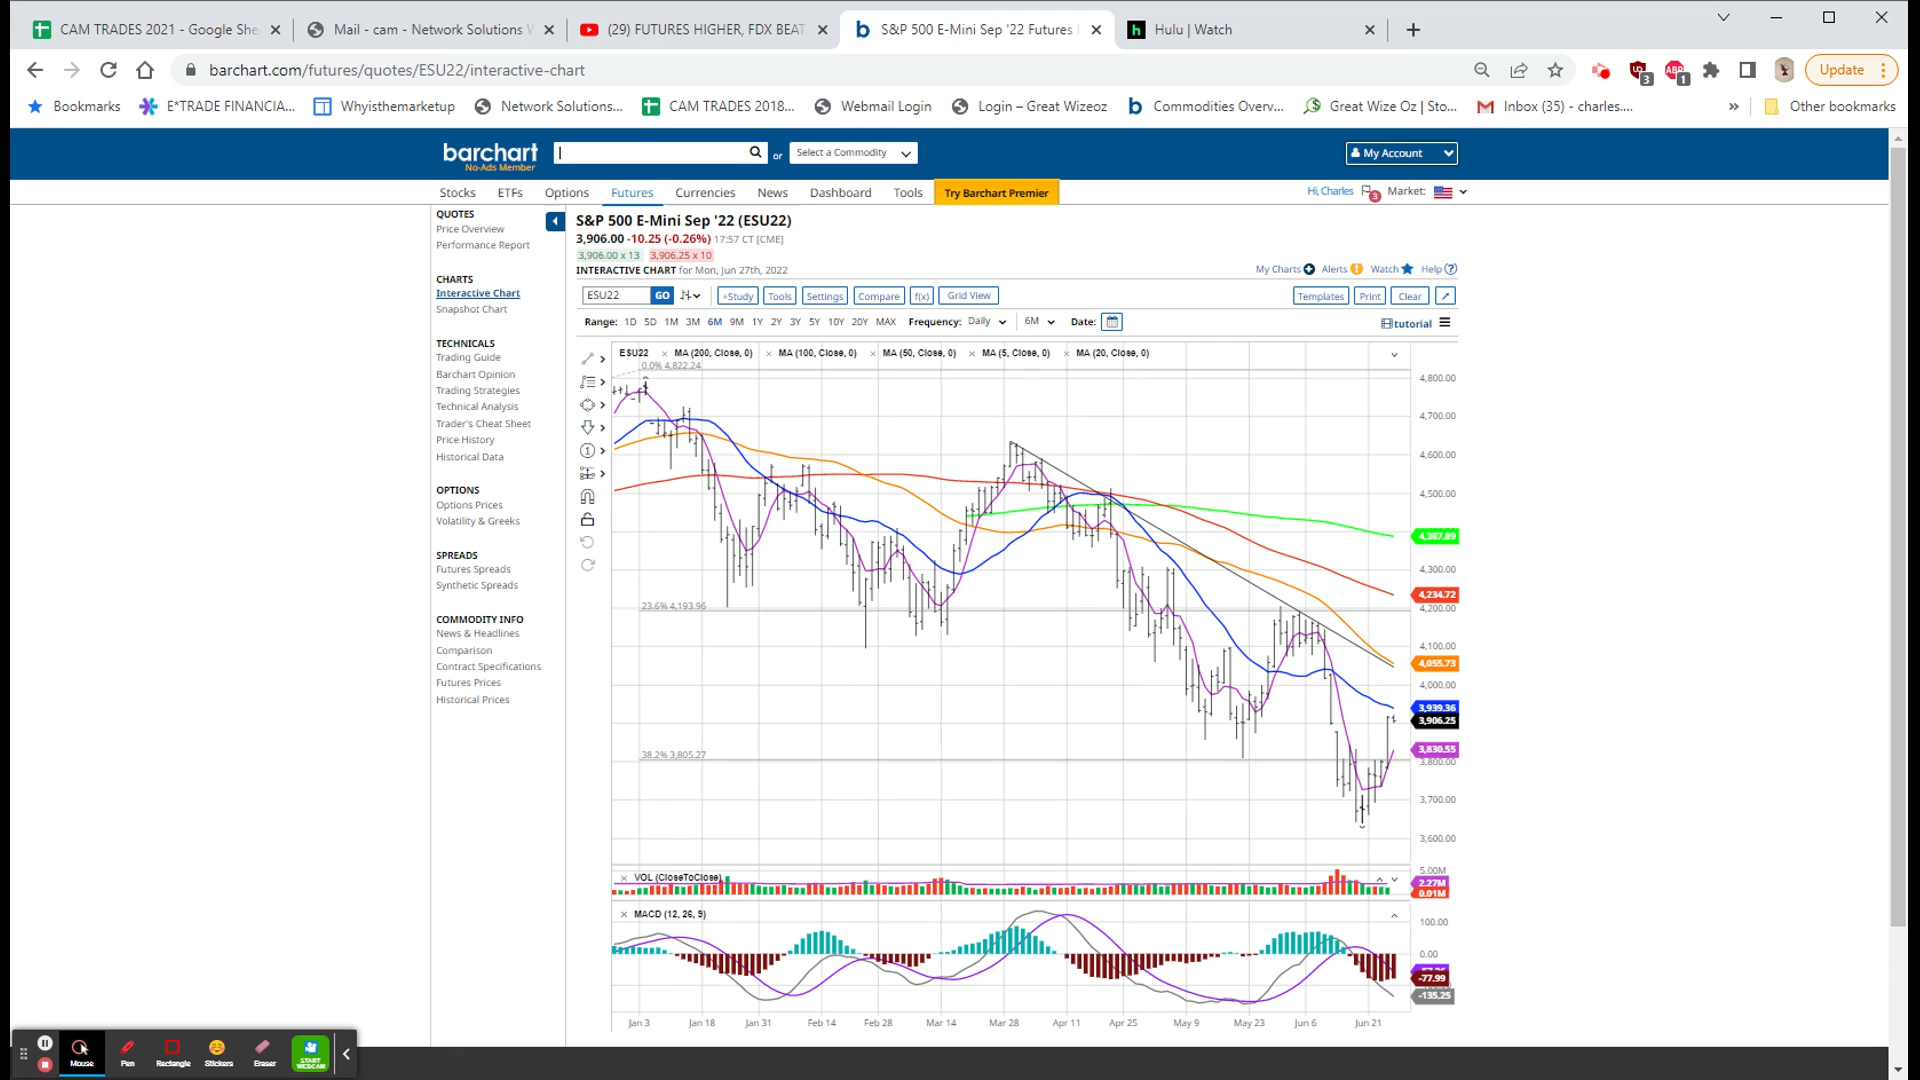 CAM TRADES 2021 - Google She
Mail - cam - Network Solutions W
(29) FUTURES HIGHER, FDX BEAT
S&P 500 E-Mini Sep '22 Futures
Hulu | Watch
barchart.com/futures/quotes/ESU22/interactive-chart
3
ABP
1
Update
Bookmarks
E*TRADE FINANCIA...
Whyisthemarketup
Network Solutions...
CAM TRADES 2018...
Webmail Login
Login – Great Wizeoz
Commodities Overv...
Great Wize Oz | Sto...
Inbox (35) - charles....
Other bookmarks
barchart
No-Ads Member
or
Select a Commodity
My Account
Stocks
ETFs
Options
Futures
Currencies
News
Dashboard
Tools
Try Barchart Premier
Hi, Charles
3
Market:
QUOTES
Price Overview
Performance Report
CHARTS
Interactive Chart
Snapshot Chart
TECHNICALS
Trading Guide
Barchart Opinion
Trading Strategies
Technical Analysis
Trader's Cheat Sheet
Price History
Historical Data
OPTIONS
Options Prices
Volatility & Greeks
SPREADS
Futures Spreads
Synthetic Spreads
COMMODITY INFO
News & Headlines
Comparison
Contract Specifications
Futures Prices
Historical Prices
S&P 500 E-Mini Sep '22 (ESU22)
3,906.00 -10.25 (-0.26%) 17:57 CT [CME]
3,906.00 x 13 3,906.25 x 10
INTERACTIVE CHART for Mon, Jun 27th, 2022
My Charts
Alerts
Watch
Help
ESU22
GO
+Study
Tools
Settings
Compare
f(x)
Grid View
Templates
Print
Clear
Range: 1D 5D 1M 3M 6M 9M 1Y 2Y 3Y 5Y 10Y 20Y MAX
Frequency: Daily
6M
Date:
tutorial
ESU22
MA (200, Close, 0)
MA (100, Close, 0)
MA (50, Close, 0)
MA (5, Close, 0)
MA (20, Close, 0)
0.0% 4,822.24
23.6% 4,193.96
38.2% 3,805.27
4,800.00
4,700.00
4,600.00
4,500.00
4,387.89
4,300.00
4,234.72
4,200.00
4,100.00
4,055.73
4,000.00
3,939.36
3,906.25
3,830.55
3,800.00
3,700.00
3,600.00
VOL (CloseToClose)
5.00M
2.27M
0.01M
MACD (12, 26, 9)
100.00
0.00
-77.99
-135.25
Jan 3
Jan 18
Jan 31
Feb 14
Feb 28
Mar 14
Mar 28
Apr 11
Apr 25
May 9
May 23
Jun 6
Jun 21
Mouse
Pen
Rectangle
Stickers
Eraser
START WEBCAM